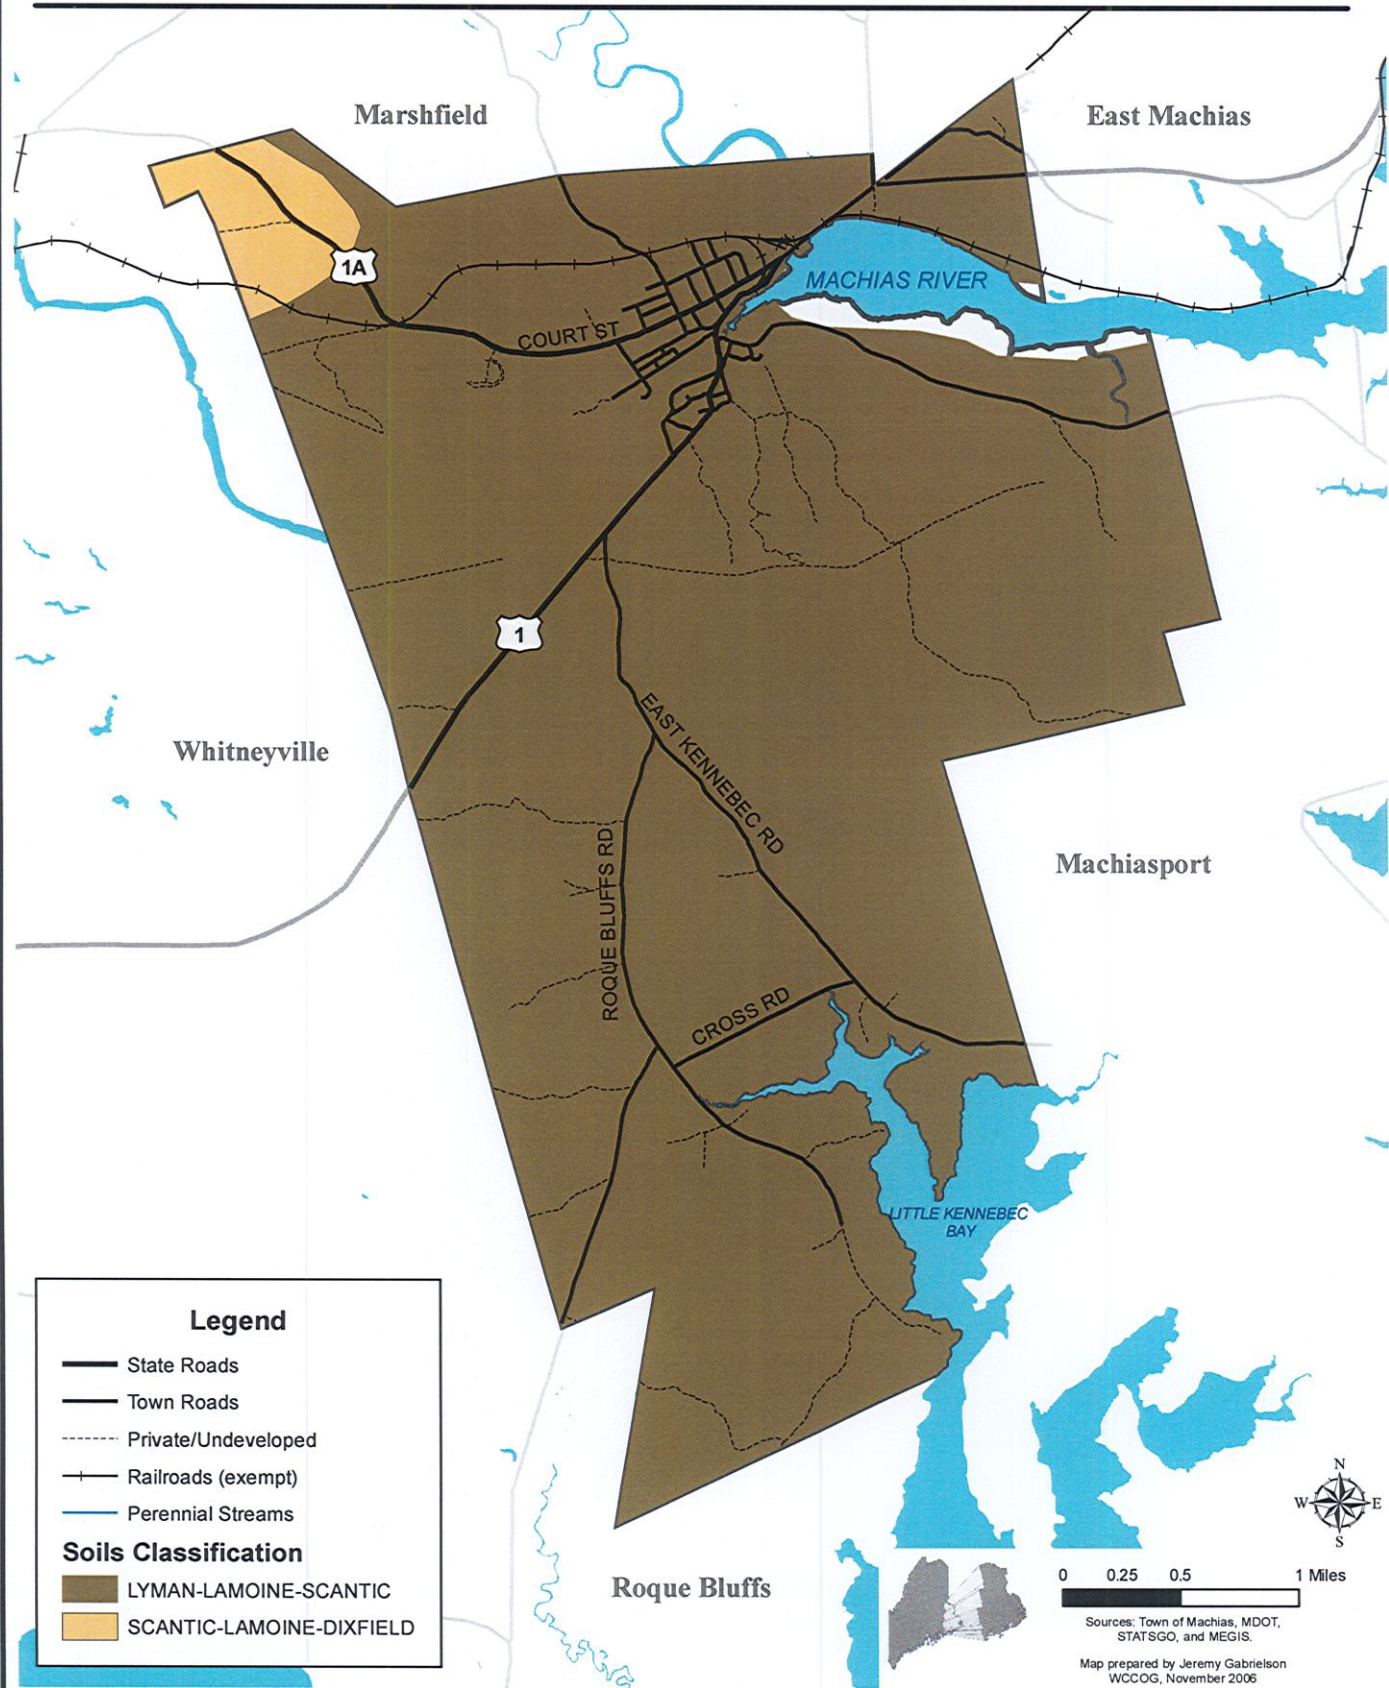 Marshfield
East Machias
1A
MACHIAS RIVER
COURT ST
1
EAST KENNEBEC RD
Whitneyville
ROQUE BLUFFS RD
Machiasport
CROSS RD
LITTLE KENNEBEC
BAY
Legend
State Roads
Town Roads
Private/Undeveloped
Railroads (exempt)
Perennial Streams
Soils Classification
LYMAN-LAMOINE-SCANTIC
SCANTIC-LAMOINE-DIXFIELD
Roque Bluffs
N
W E
S
0 0.25 0.5 1 Miles
Sources: Town of Machias, MDOT,
STATSGO, and MEGIS.
Map prepared by Jeremy Gabrielson
WCCOG, November 2006